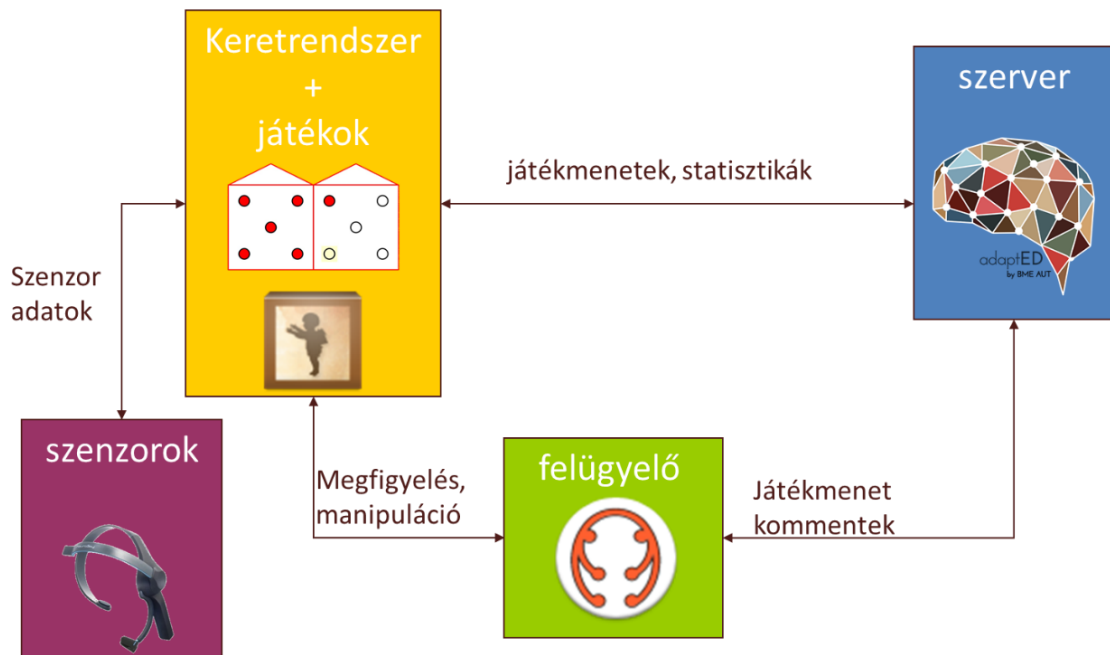 Keretrendszer
+
játékok
szerver
játékmenetek, statisztikák
adaptED
by BME AUT
Szenzor
adatok
szenzorok
Megfigyelés,
manipuláció
felügyelő
Játékmenet
kommentek